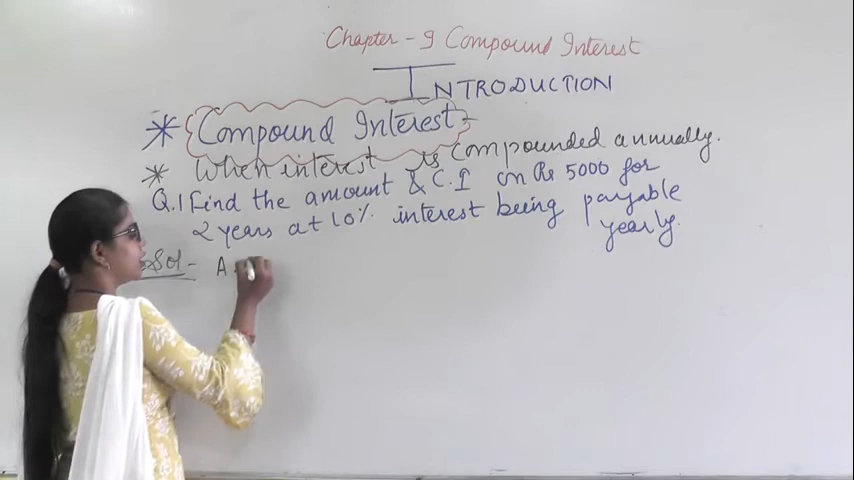 Chapter - 9 Compound Interest
INTRODUCTION
* Compound Interest -
* When interest is compounded annually.
Q.1 Find the amount & C.I on Rs 5000 for
2 years at 10% interest being payable
yearly.
Sol - A